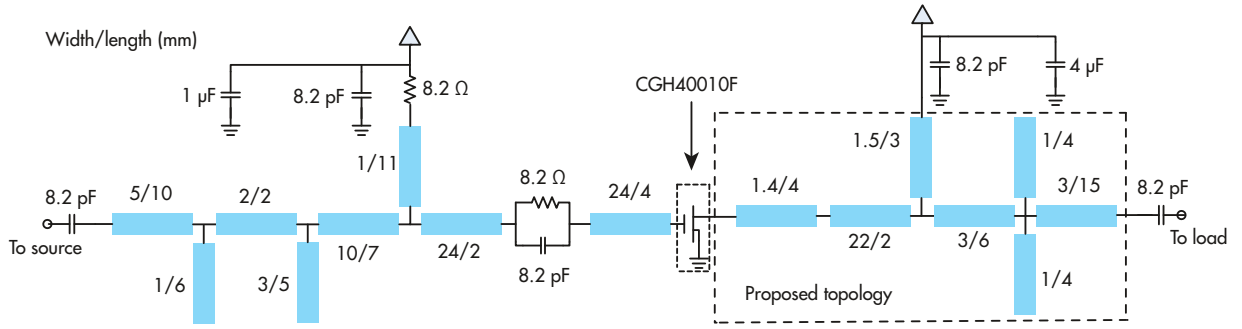 Width/length (mm)
1 µF
8.2 pF
8.2 Ω
1/11
8.2 pF
5/10
2/2
10/7
24/2
1/6
3/5
To source
8.2 Ω
8.2 pF
24/4
CGH40010F
8.2 pF
4 µF
1.5/3
1/4
1.4/4
22/2
3/6
3/15
1/4
8.2 pF
To load
Proposed topology